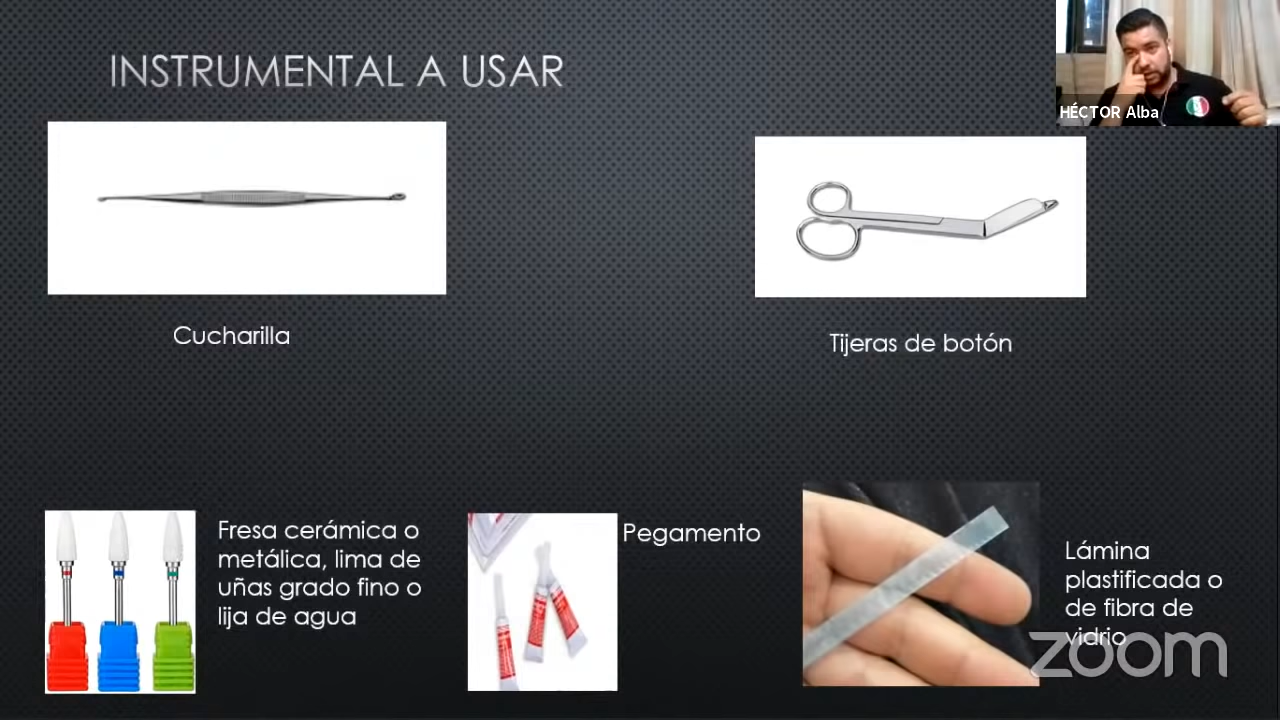 INSTRUMENTAL A USAR
HÉCTOR Alba
Cucharilla
Tijeras de botón
Fresa cerámica o
metálica, lima de
uñas grado fino o
lija de agua
Pegamento
Lámina
plastificada o
de fibra de
vidrio
zoom